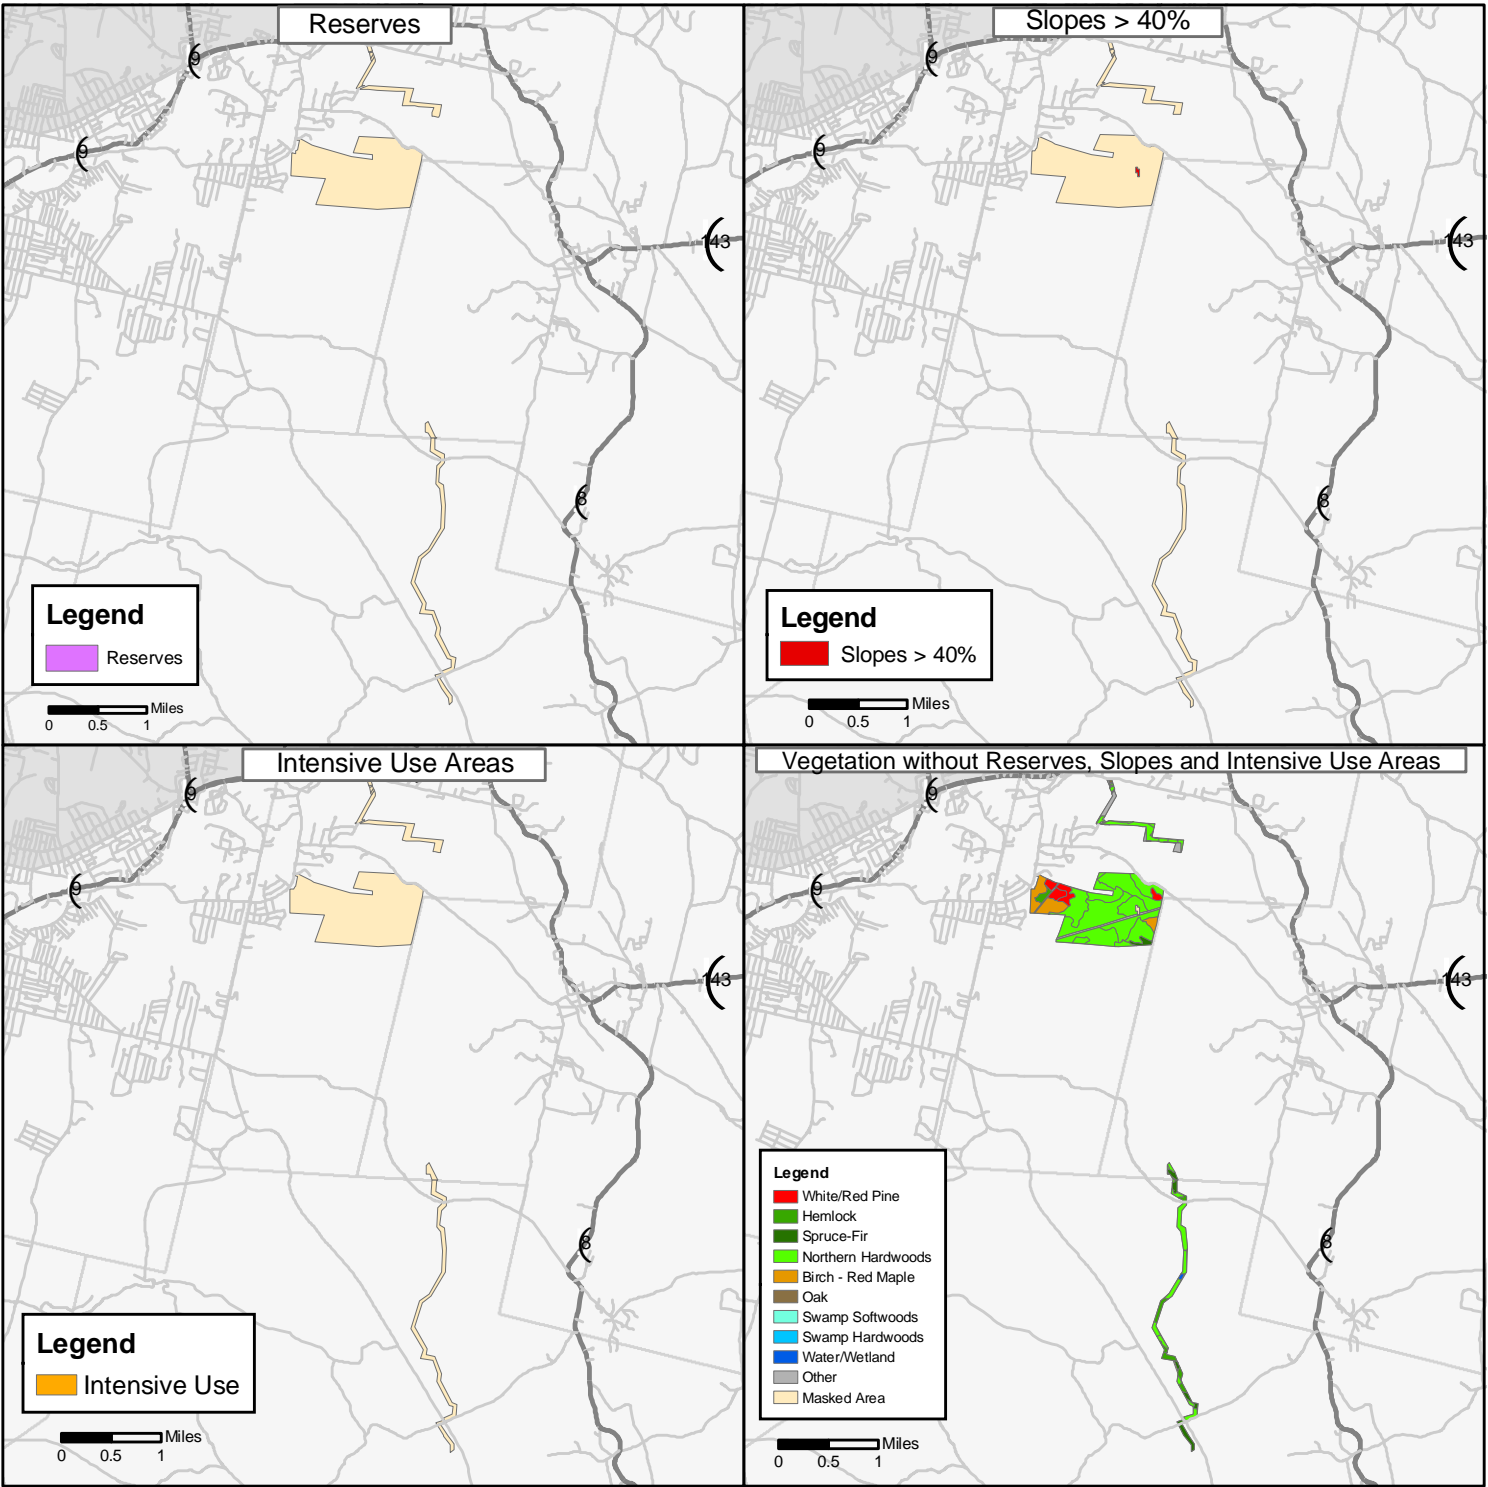 Reserves
9
9
143
8
Legend
Reserves
Miles
0 0.5 1
Slopes > 40%
9
9
143
8
Legend
Slopes > 40%
Miles
0 0.5 1
Intensive Use Areas
9
9
143
8
Legend
Intensive Use
Miles
0 0.5 1
Vegetation without Reserves, Slopes and Intensive Use Areas
9
9
143
8
Legend
White/Red Pine
Hemlock
Spruce-Fir
Northern Hardwoods
Birch - Red Maple
Oak
Swamp Softwoods
Swamp Hardwoods
Water/Wetland
Other
Masked Area
Miles
0 0.5 1